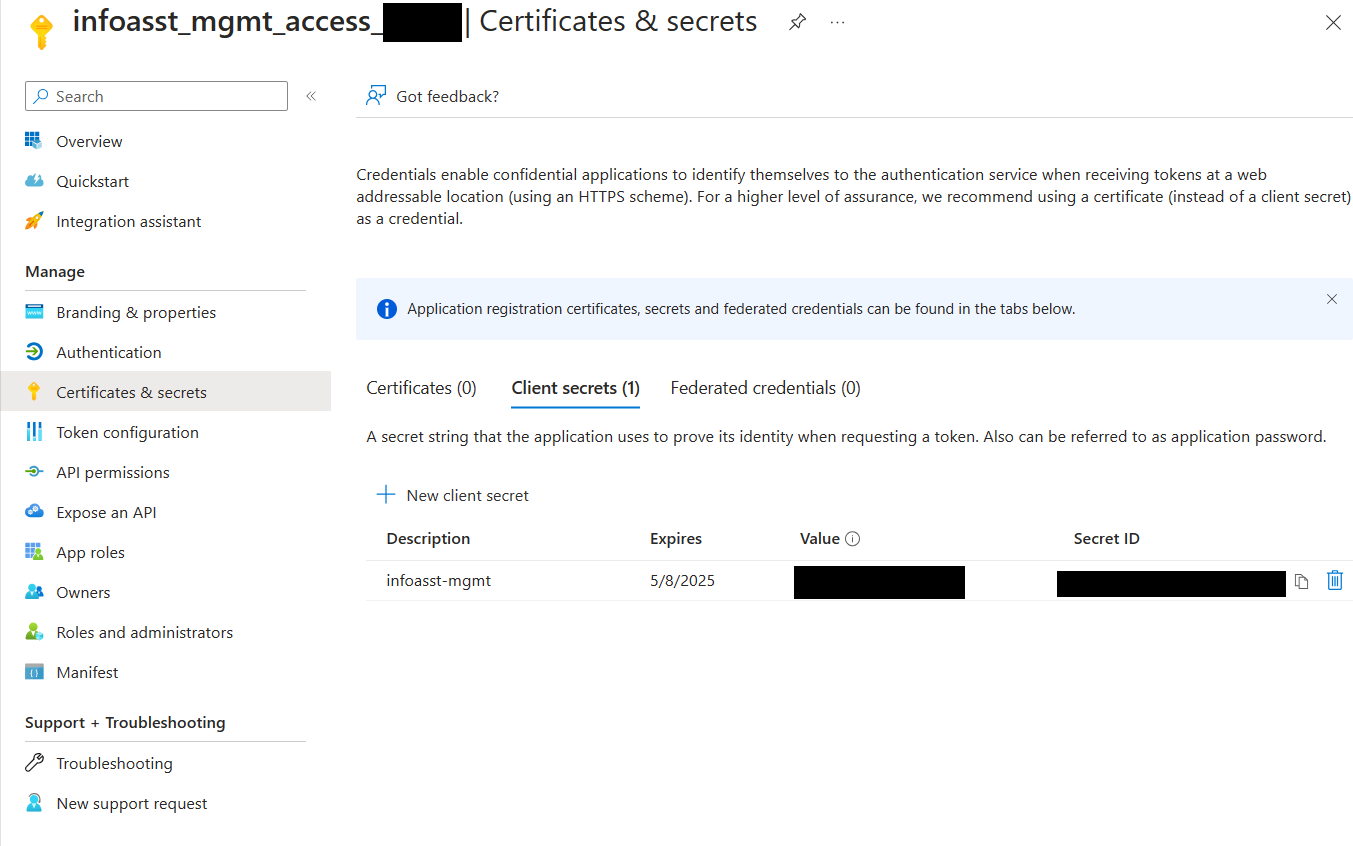 infoasst_mgmt_access_ | Certificates & secrets
Search
Overview
Quickstart
Integration assistant
Manage
Branding & properties
Authentication
Certificates & secrets
Token configuration
API permissions
Expose an API
App roles
Owners
Roles and administrators
Manifest
Support + Troubleshooting
Troubleshooting
New support request
Got feedback?
Credentials enable confidential applications to identify themselves to the authentication service when receiving tokens at a web
addressable location (using an HTTPS scheme). For a higher level of assurance, we recommend using a certificate (instead of a client secret)
as a credential.
Application registration certificates, secrets and federated credentials can be found in the tabs below.
Certificates (0) Client secrets (1) Federated credentials (0)
A secret string that the application uses to prove its identity when requesting a token. Also can be referred to as application password.
New client secret
Description Expires Value Secret ID
infoasst-mgmt 5/8/2025